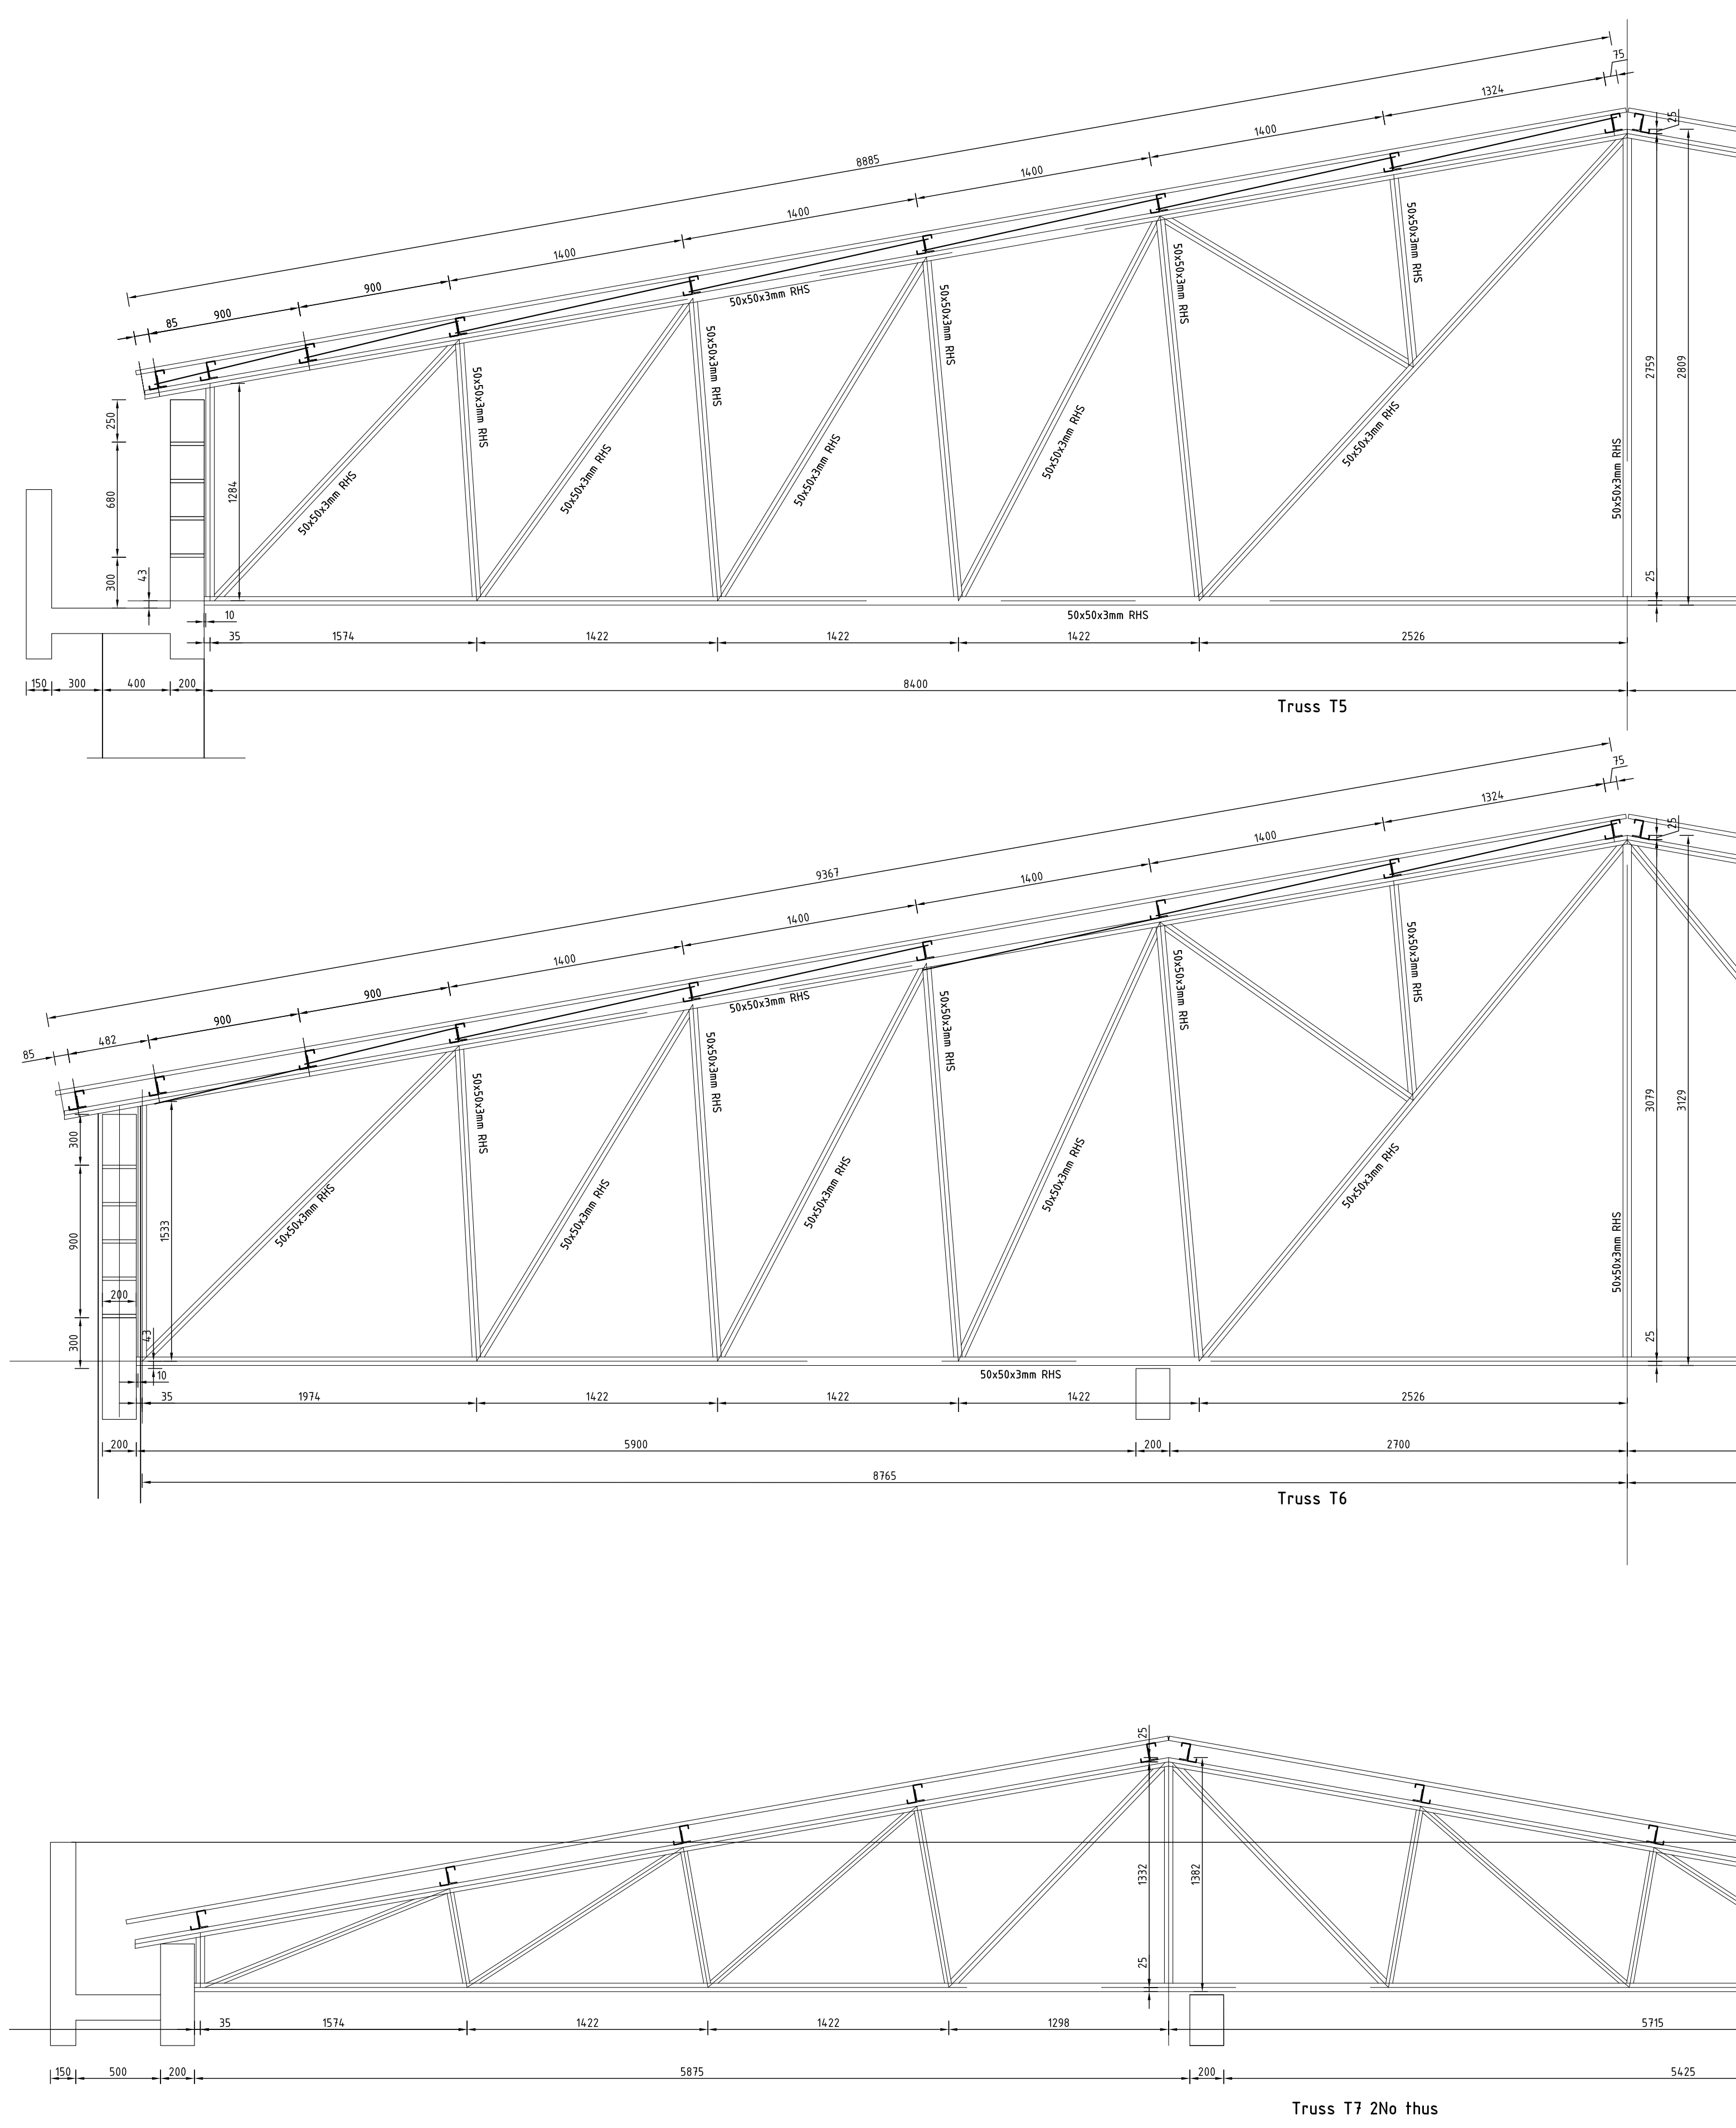 75
1324
1400
8885
1400
1400
1400
900
900
85
25
50x50x3mm RHS
50x50x3mm RHS
50x50x3mm RHS
50x50x3mm RHS
50x50x3mm RHS
50x50x3mm RHS
250
680
300
43
1284
50x50x3mm RHS
50x50x3mm RHS
50x50x3mm RHS
50x50x3mm RHS
50x50x3mm RHS
50x50x3mm RHS
2759
2809
25
10
50x50x3mm RHS
35 1574 1422 1422 1422 2526
150 300 400 200 8400
Truss T5
75
1324
1400
9367
1400
1400
1400
900
900
482
85
25
50x50x3mm RHS
50x50x3mm RHS
50x50x3mm RHS
50x50x3mm RHS
50x50x3mm RHS
50x50x3mm RHS
300
900
200
300
43
1533
50x50x3mm RHS
50x50x3mm RHS
50x50x3mm RHS
50x50x3mm RHS
50x50x3mm RHS
50x50x3mm RHS
3079
3129
25
10
50x50x3mm RHS
35 1974 1422 1422 1422 2526
200 5900 200 2700
8765
Truss T6
25
1332
1382
25
35 1574 1422 1422 1298 5715
150 500 200 5875 200 5425
Truss T7 2No thus